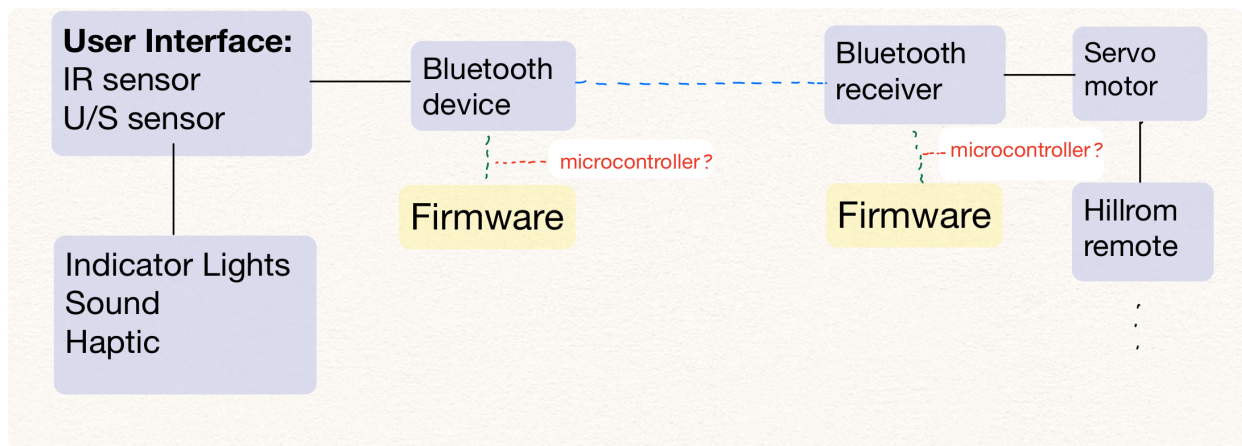 User Interface:
IR sensor
U/S sensor
Bluetooth
device
Bluetooth
receiver
Servo
motor
microcontroller?
microcontroller?
Firmware
Firmware
Hillrom
remote
Indicator Lights
Sound
Haptic